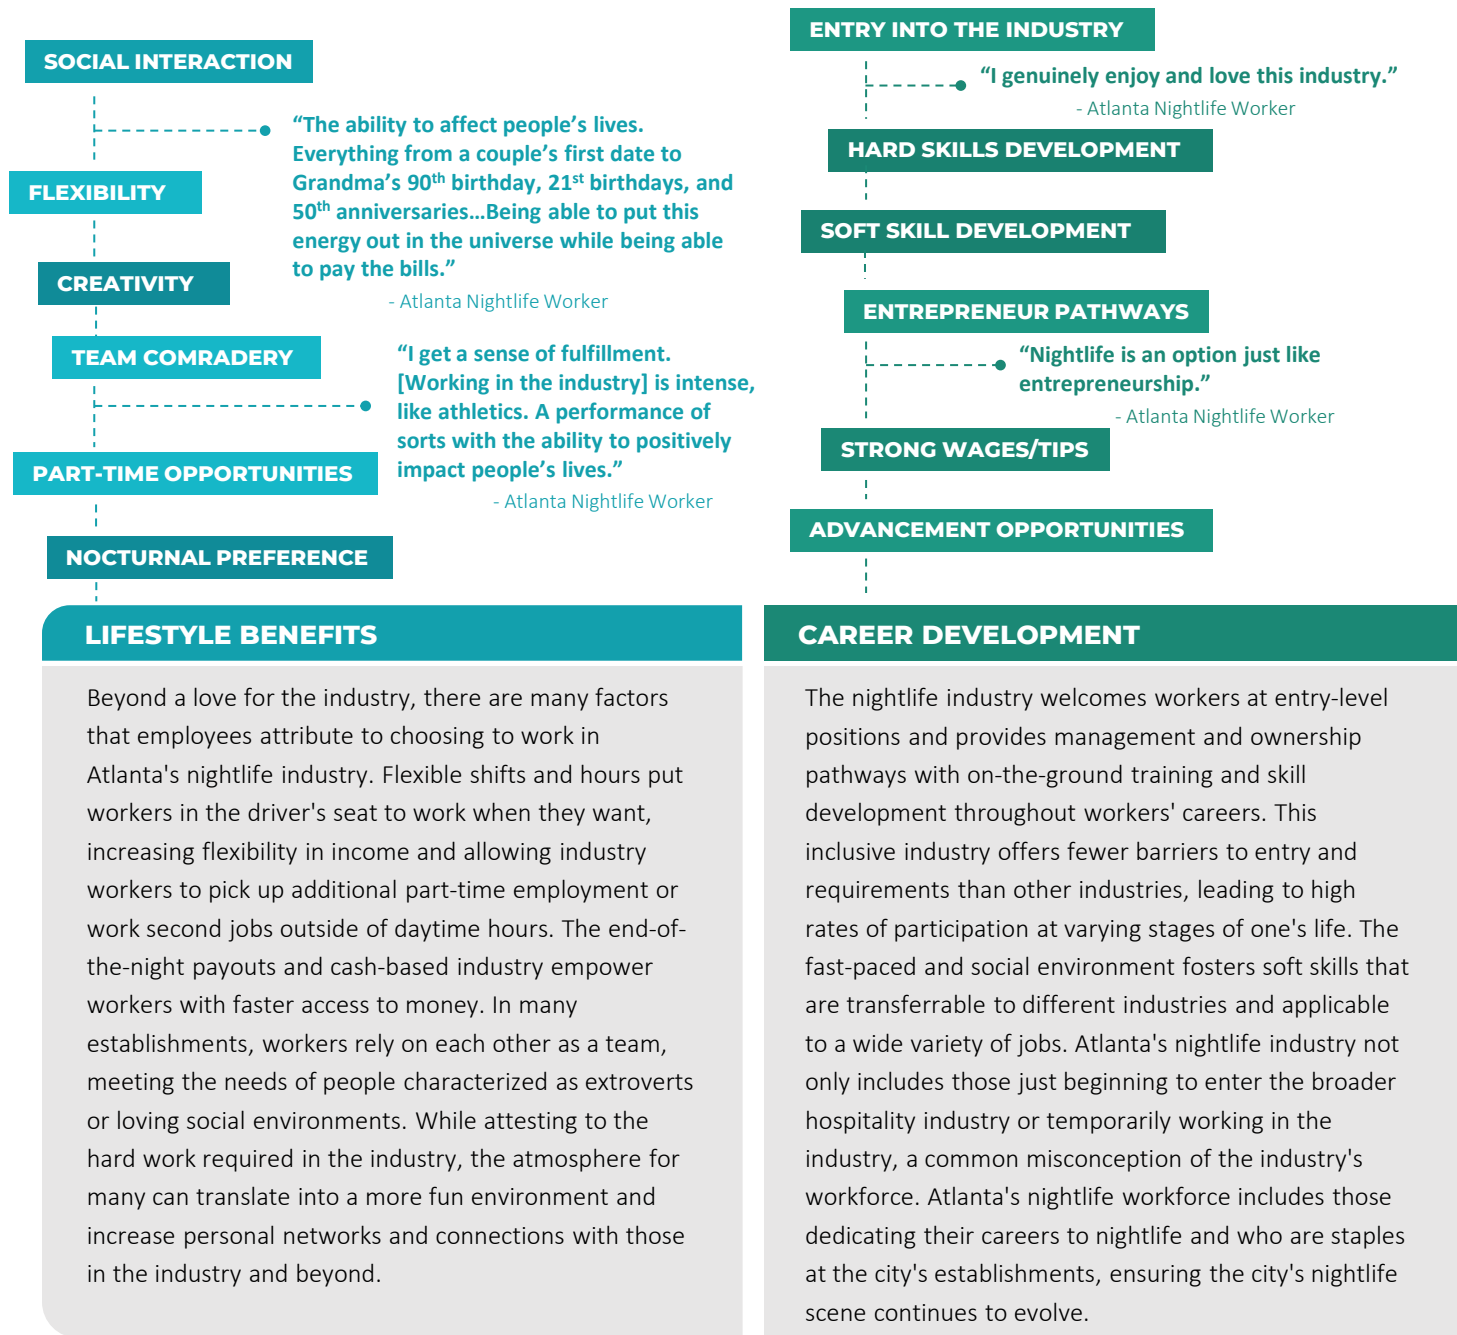 SOCIAL INTERACTION
“The ability to affect people’s lives.
Everything from a couple’s first date to
Grandma’s 90th birthday, 21st birthdays, and
50th anniversaries…Being able to put this
energy out in the universe while being able
to pay the bills.”
- Atlanta Nightlife Worker
FLEXIBILITY
CREATIVITY
TEAM COMRADERY
“I get a sense of fulfillment.
[Working in the industry] is intense,
like athletics. A performance of
sorts with the ability to positively
impact people’s lives.”
- Atlanta Nightlife Worker
PART-TIME OPPORTUNITIES
NOCTURNAL PREFERENCE
LIFESTYLE BENEFITS
Beyond a love for the industry, there are many factors
that employees attribute to choosing to work in
Atlanta's nightlife industry. Flexible shifts and hours put
workers in the driver's seat to work when they want,
increasing flexibility in income and allowing industry
workers to pick up additional part-time employment or
work second jobs outside of daytime hours. The end-of-
the-night payouts and cash-based industry empower
workers with faster access to money. In many
establishments, workers rely on each other as a team,
meeting the needs of people characterized as extroverts
or loving social environments. While attesting to the
hard work required in the industry, the atmosphere for
many can translate into a more fun environment and
increase personal networks and connections with those
in the industry and beyond.
ENTRY INTO THE INDUSTRY
“I genuinely enjoy and love this industry.”
- Atlanta Nightlife Worker
HARD SKILLS DEVELOPMENT
SOFT SKILL DEVELOPMENT
ENTREPRENEUR PATHWAYS
“Nightlife is an option just like
entrepreneurship.”
- Atlanta Nightlife Worker
STRONG WAGES/TIPS
ADVANCEMENT OPPORTUNITIES
CAREER DEVELOPMENT
The nightlife industry welcomes workers at entry-level
positions and provides management and ownership
pathways with on-the-ground training and skill
development throughout workers' careers. This
inclusive industry offers fewer barriers to entry and
requirements than other industries, leading to high
rates of participation at varying stages of one's life. The
fast-paced and social environment fosters soft skills that
are transferrable to different industries and applicable
to a wide variety of jobs. Atlanta's nightlife industry not
only includes those just beginning to enter the broader
hospitality industry or temporarily working in the
industry, a common misconception of the industry's
workforce. Atlanta's nightlife workforce includes those
dedicating their careers to nightlife and who are staples
at the city's establishments, ensuring the city's nightlife
scene continues to evolve.